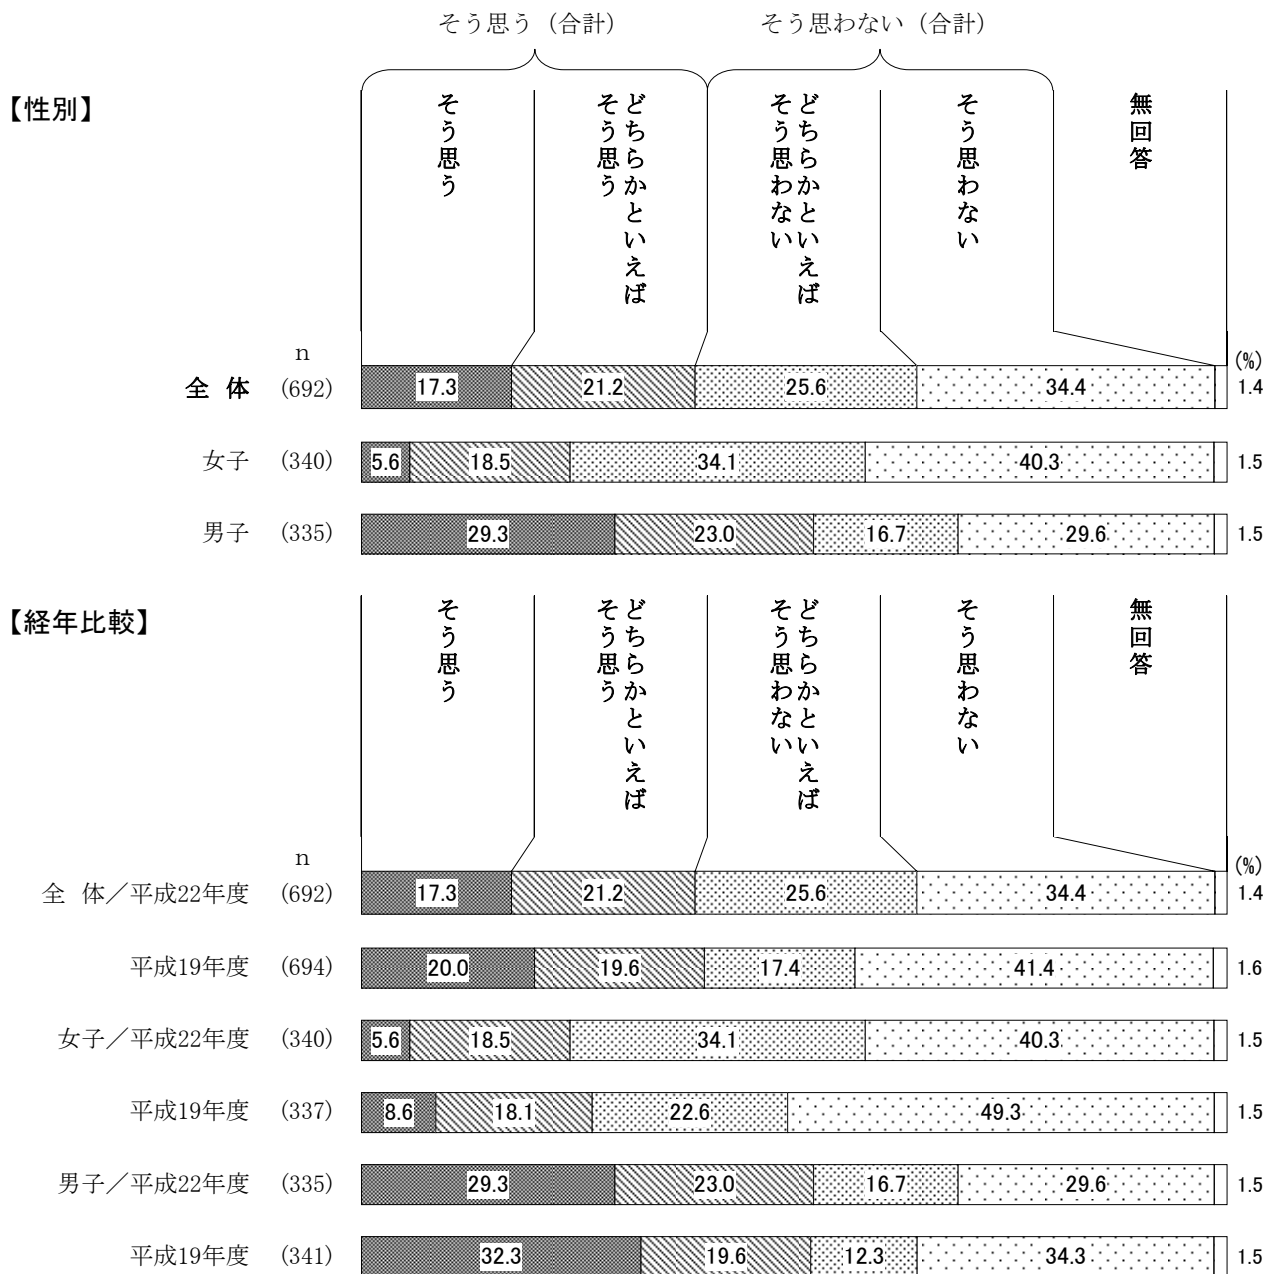 そう思う（合計）
そう思わない（合計）
【性別】
そう思う
どちらかといえば
そう思う
どちらかといえば
そう思わない
そう思わない
無回答
n
(%)
全 体 (692) 17.3 21.2 25.6 34.4 1.4
女子 (340) 5.6 18.5 34.1 40.3 1.5
男子 (335) 29.3 23.0 16.7 29.6 1.5
【経年比較】
そう思う
どちらかといえば
そう思う
どちらかといえば
そう思わない
そう思わない
無回答
n
(%)
全 体／平成22年度 (692) 17.3 21.2 25.6 34.4 1.4
平成19年度 (694) 20.0 19.6 17.4 41.4 1.6
女子／平成22年度 (340) 5.6 18.5 34.1 40.3 1.5
平成19年度 (337) 8.6 18.1 22.6 49.3 1.5
男子／平成22年度 (335) 29.3 23.0 16.7 29.6 1.5
平成19年度 (341) 32.3 19.6 12.3 34.3 1.5